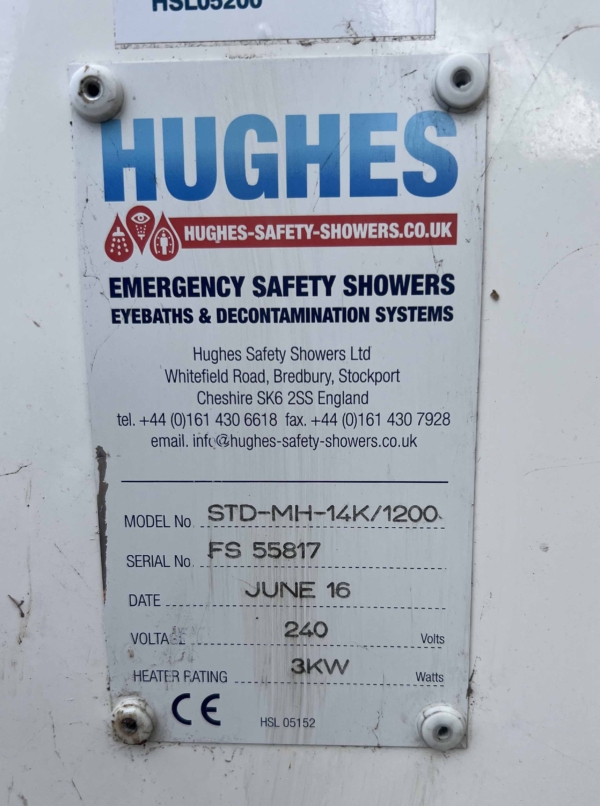 HSL05200
HUGHES
HUGHES-SAFETY-SHOWERS.CO.UK
EMERGENCY SAFETY SHOWERS
EYEBATHS & DECONTAMINATION SYSTEMS
Hughes Safety Showers Ltd
Whitefield Road, Bredbury, Stockport
Cheshire SK6 2SS England
tel. +44 (0)161 430 6618 fax. +44 (0)161 430 7928
email. info@hughes-safety-showers.co.uk
MODEL No. STD-MH-14K/1200
SERIAL No. FS 55817
DATE JUNE 16
VOLTAGE 240 Volts
HEATER RATING 3KW Watts
CE HSL 05152